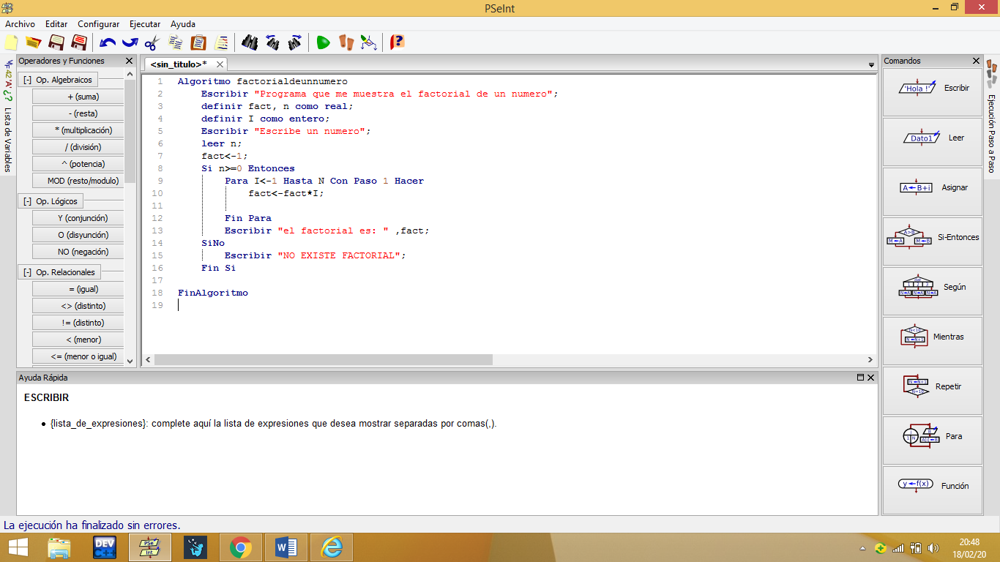 PSeInt
Archivo Editar Configurar Ejecutar Ayuda
Operadores y Funciones
<sin_titulo>*
Comandos
42 'A' ¿? Lista de Variables
[-] Op. Algebraicos
+ (suma)
- (resta)
* (multiplicación)
/ (división)
^ (potencia)
MOD (resto/modulo)
[-] Op. Lógicos
Y (conjunción)
O (disyunción)
NO (negación)
[-] Op. Relacionales
= (igual)
<> (distinto)
!= (distinto)
< (menor)
<= (menor o igual)
1 Algoritmo factorialdeunnumero
2 Escribir "Programa que me muestra el factorial de un numero";
3 definir fact, n como real;
4 definir I como entero;
5 Escribir "Escribe un numero";
6 leer n;
7 fact<-1;
8 Si n>=0 Entonces
9 Para I<-1 Hasta N Con Paso 1 Hacer
10 fact<-fact*I;
11
12 Fin Para
13 Escribir "el factorial es: " ,fact;
14 SiNo
15 Escribir "NO EXISTE FACTORIAL";
16 Fin Si
17
18 FinAlgoritmo
19
'Hola !' Escribir
Dato1 Leer
A←B+i Asignar
A>B M←A M←B Si-Entonces
Según
Mientras
Repetir
Para
y←f(x) Función
Ejecución Paso a Paso
Ayuda Rápida
ESCRIBIR
• {lista_de_expresiones}: complete aquí la lista de expresiones que desea mostrar separadas por comas(,).
La ejecución ha finalizado sin errores.
DEV C++
PSe Int
W
20:48
18/02/20